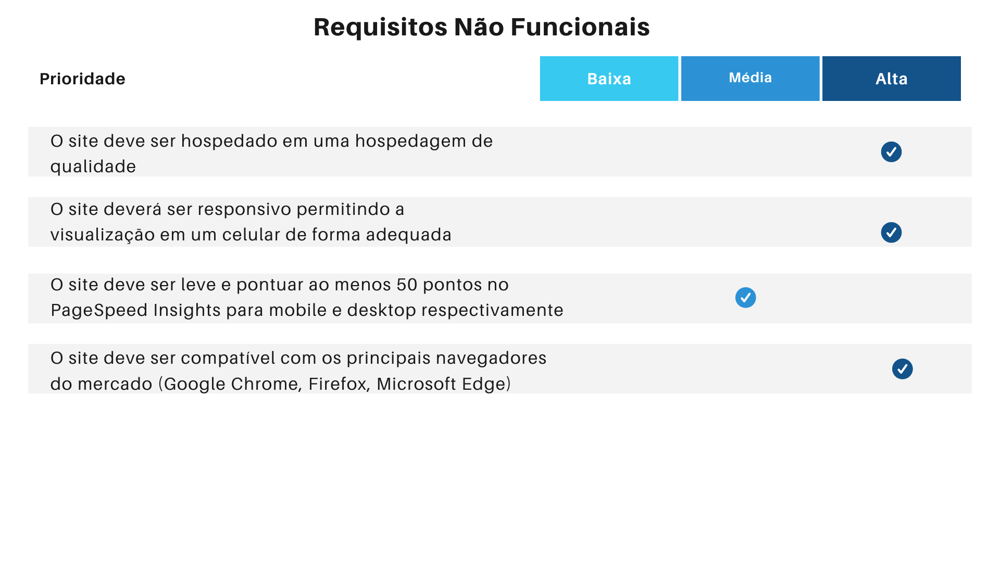 Requisitos Não Funcionais
Prioridade
Baixa
Média
Alta
O site deve ser hospedado em uma hospedagem de
qualidade
O site deverá ser responsivo permitindo a
visualização em um celular de forma adequada
O site deve ser leve e pontuar ao menos 50 pontos no
PageSpeed Insights para mobile e desktop respectivamente
O site deve ser compatível com os principais navegadores
do mercado (Google Chrome, Firefox, Microsoft Edge)